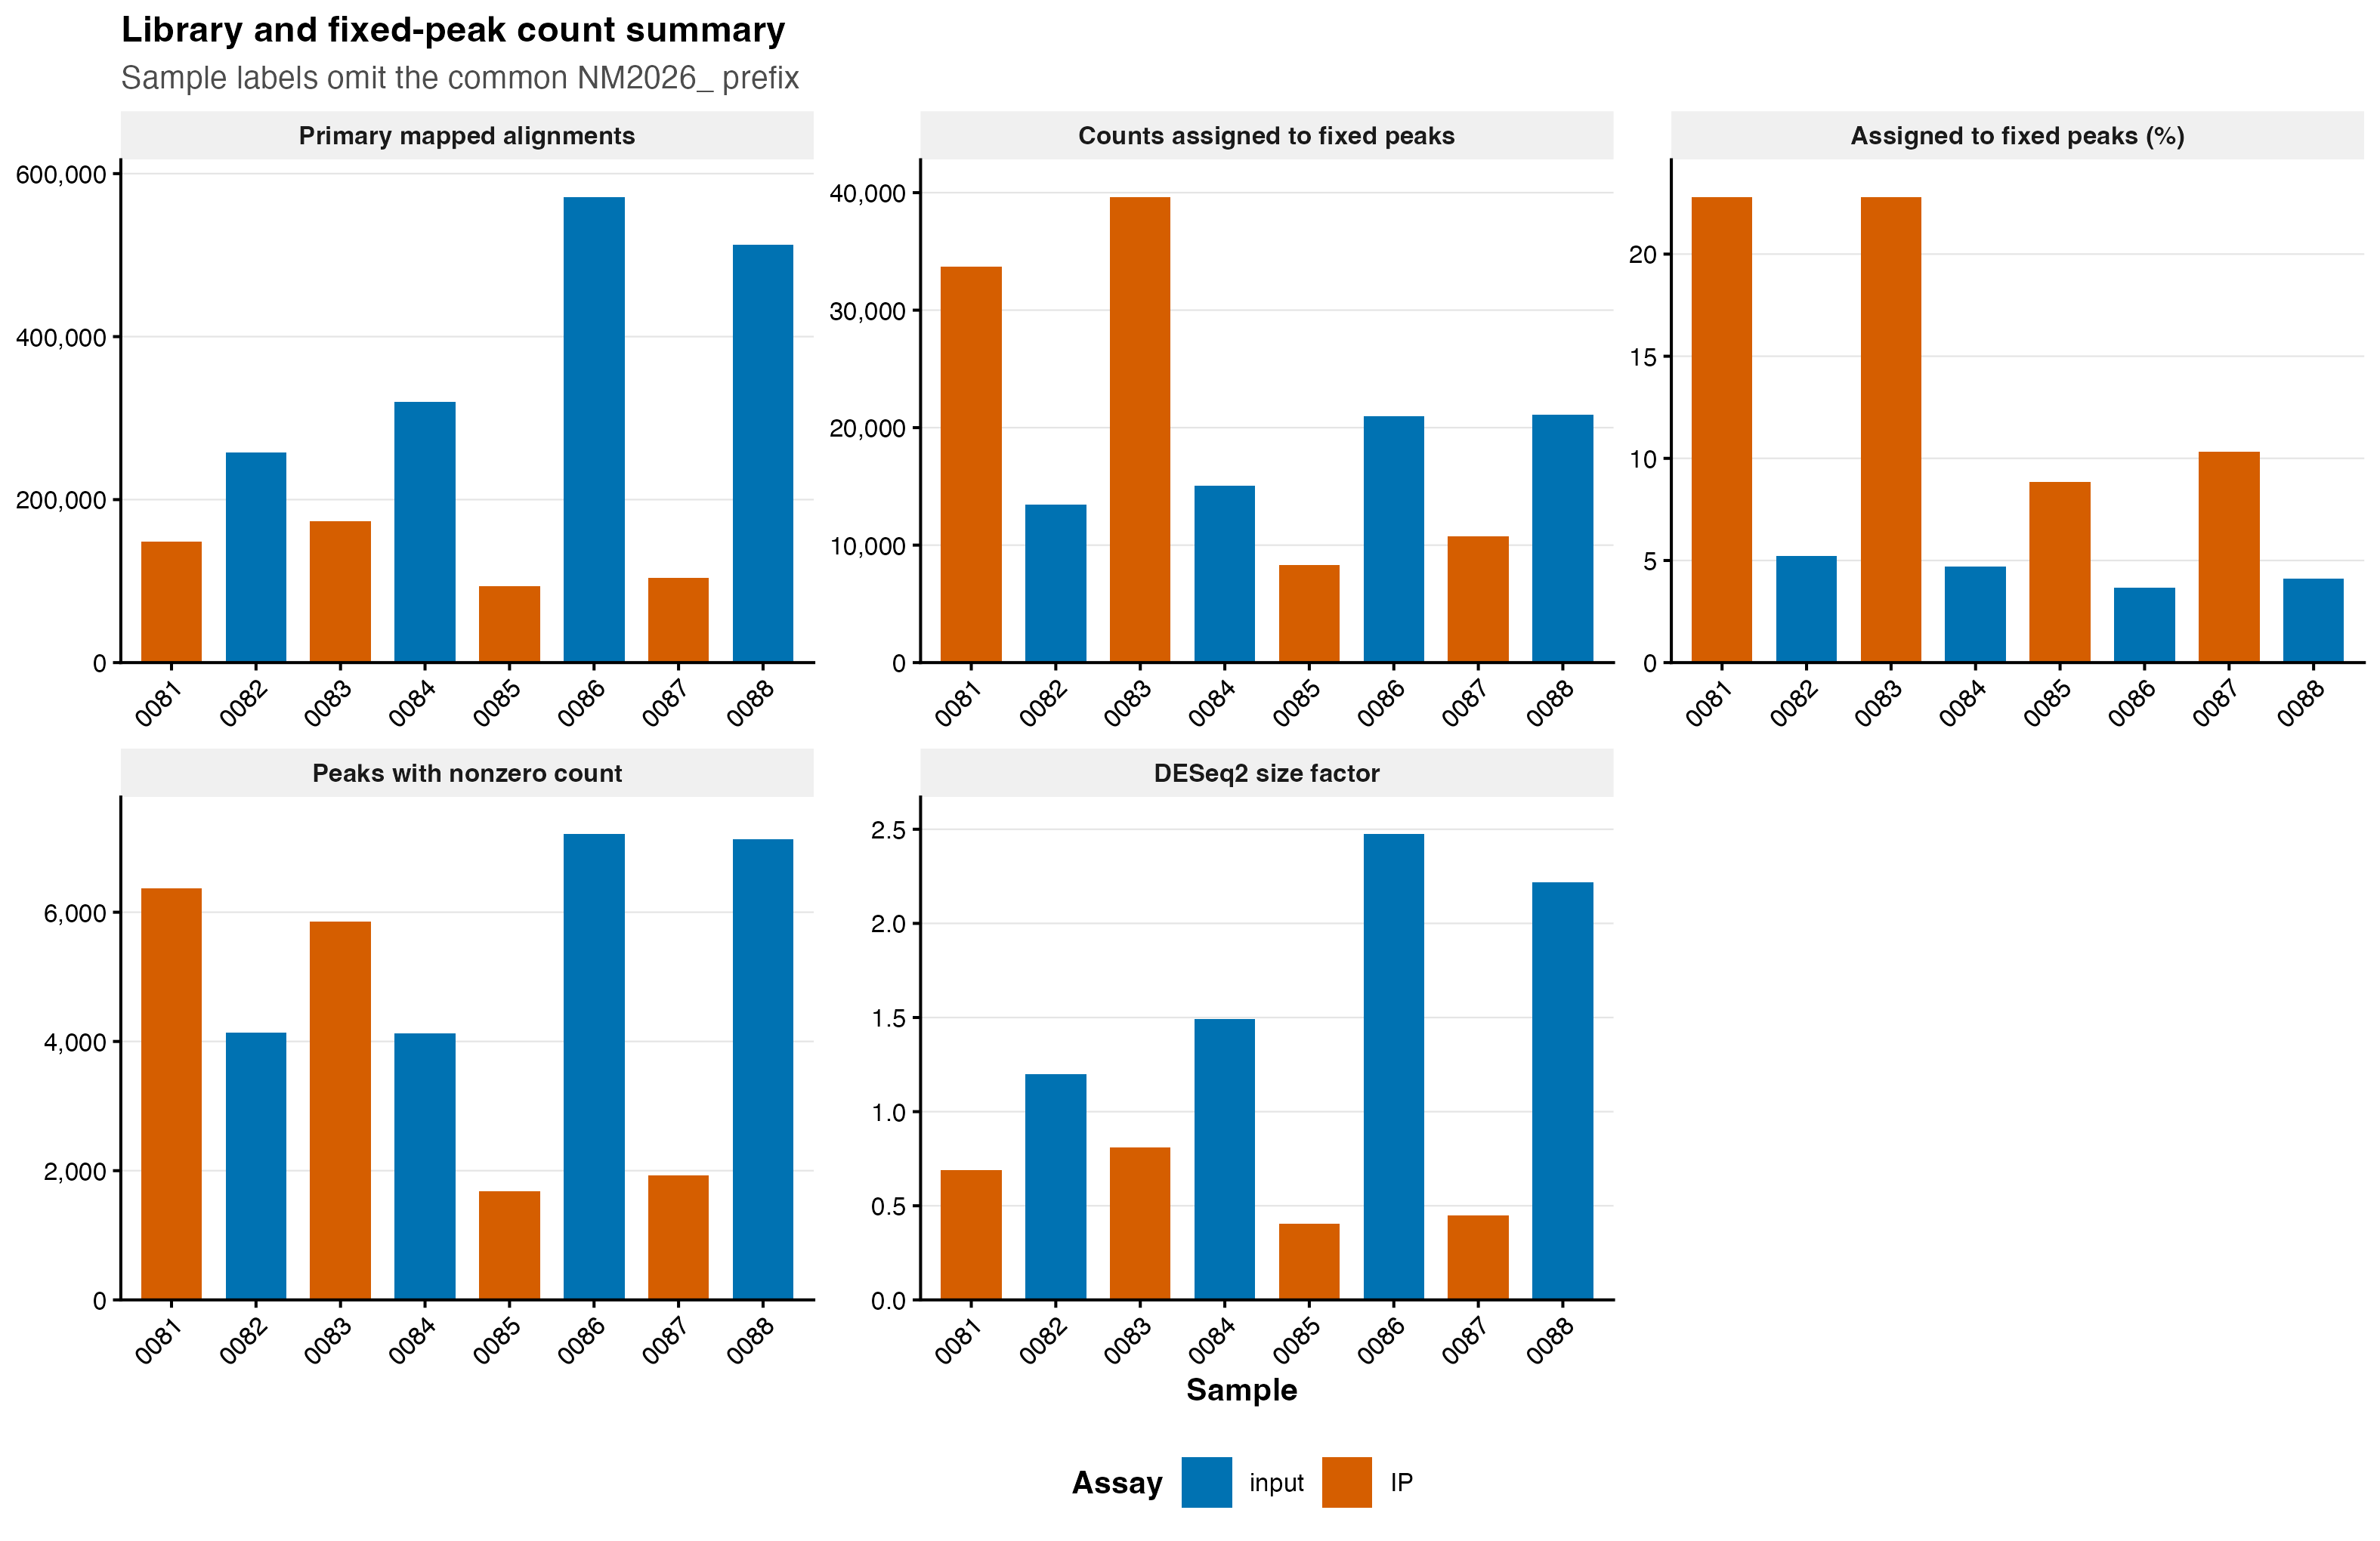 Library and fixed-peak count summary
Sample labels omit the common NM2026_ prefix
Primary mapped alignments
600,000
400,000
200,000
0
0081 0082 0083 0084 0085 0086 0087 0088
Counts assigned to fixed peaks
40,000
30,000
20,000
10,000
0
0081 0082 0083 0084 0085 0086 0087 0088
Assigned to fixed peaks (%)
20
15
10
5
0
0081 0082 0083 0084 0085 0086 0087 0088
Peaks with nonzero count
6,000
4,000
2,000
0
0081 0082 0083 0084 0085 0086 0087 0088
DESeq2 size factor
2.5
2.0
1.5
1.0
0.5
0.0
0081 0082 0083 0084 0085 0086 0087 0088
Sample
Assay input IP